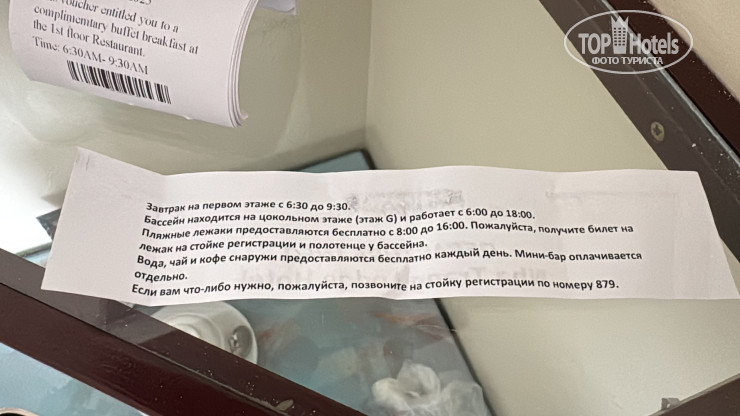 voucher entitled you to a
complimentary buffet breakfast at
the 1st floor Restaurant.
Time: 6:30AM- 9:30AM
TOP Hotels
ФОТО ТУРИСТА
Завтрак на первом этаже с 6:30 до 9:30.
Бассейн находится на цокольном этаже (этаж G) и работает с 6:00 до 18:00.
Пляжные лежаки предоставляются бесплатно с 8:00 до 16:00. Пожалуйста, получите билет на
лежак на стойке регистрации и полотенце у бассейна.
Вода, чай и кофе снаружи предоставляются бесплатно каждый день. Мини-бар оплачивается
отдельно.
Если вам что-либо нужно, пожалуйста, позвоните на стойку регистрации по номеру 879.